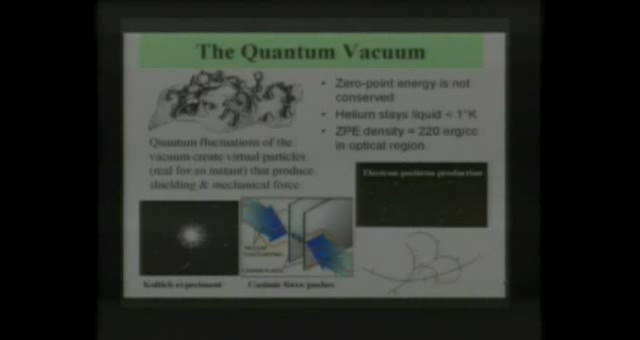 The Quantum Vacuum
• Zero-point energy is not
conserved
• Helium stays liquid < 1°K
• ZPE density = 220 erg/cc
in optical region
Quantum fluctuations of the
vacuum create virtual particles
(real for an instant) that produce
shielding & mechanical force
Electron positron production
experiment
Casimir force pushes